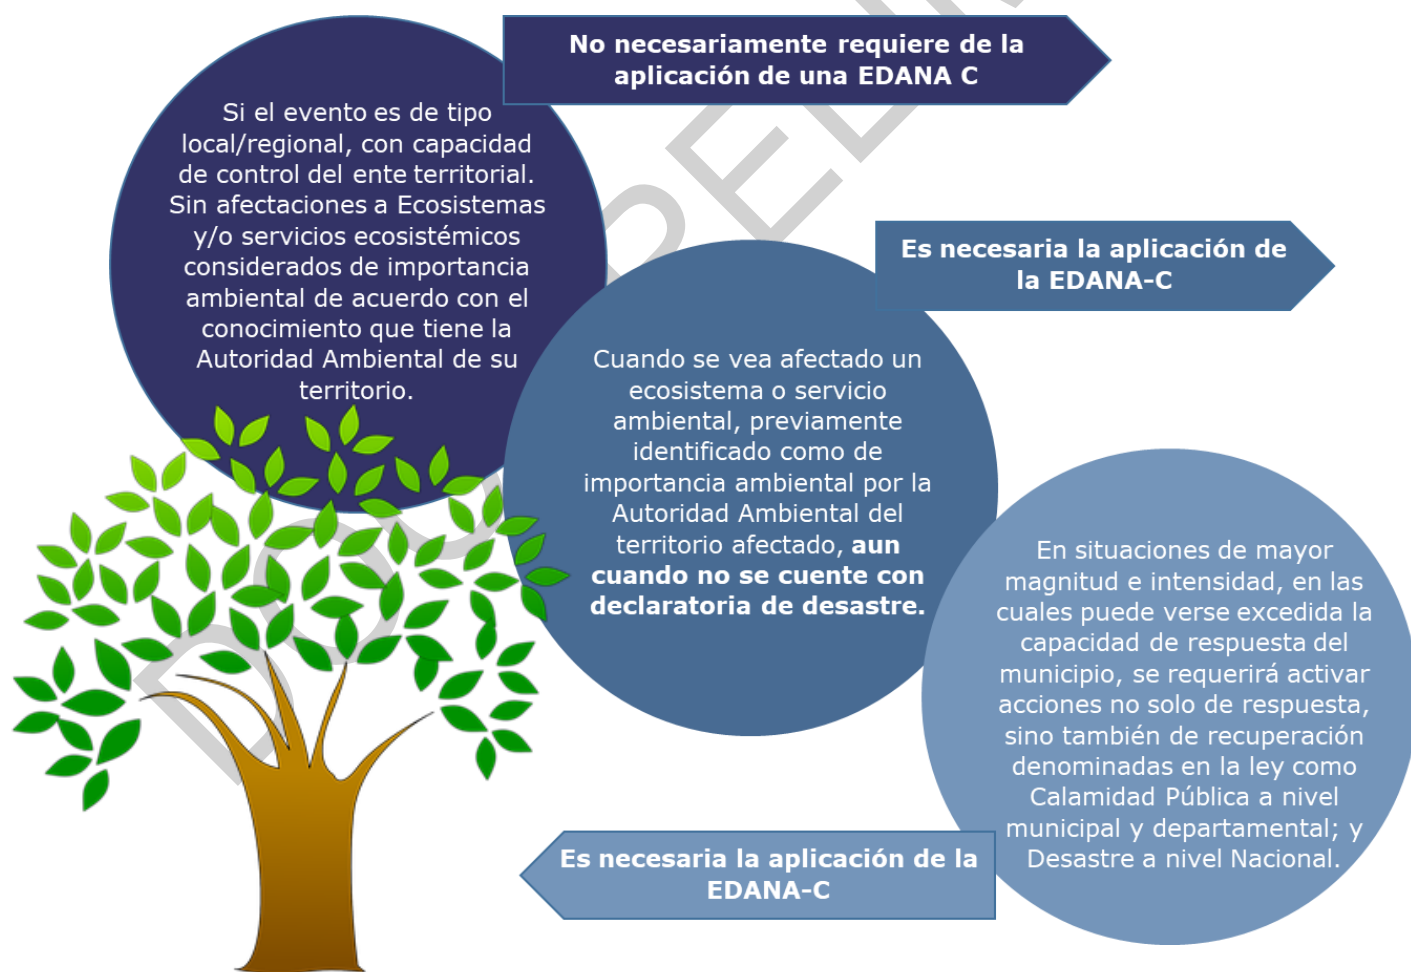 No necesariamente requiere de la
aplicación de una EDANA C
Si el evento es de tipo
local/regional, con capacidad
de control del ente territorial.
Sin afectaciones a Ecosistemas
y/o servicios ecosistémicos
considerados de importancia
ambiental de acuerdo con el
conocimiento que tiene la
Autoridad Ambiental de su
territorio.
Es necesaria la aplicación de
la EDANA-C
Cuando se vea afectado un
ecosistema o servicio
ambiental, previamente
identificado como de
importancia ambiental por la
Autoridad Ambiental del
territorio afectado, aun
cuando no se cuente con
declaratoria de desastre.
En situaciones de mayor
magnitud e intensidad, en las
cuales puede verse excedida la
capacidad de respuesta del
municipio, se requerirá activar
acciones no solo de respuesta,
sino también de recuperación
denominadas en la ley como
Calamidad Pública a nivel
municipal y departamental; y
Desastre a nivel Nacional.
Es necesaria la aplicación de la
EDANA-C